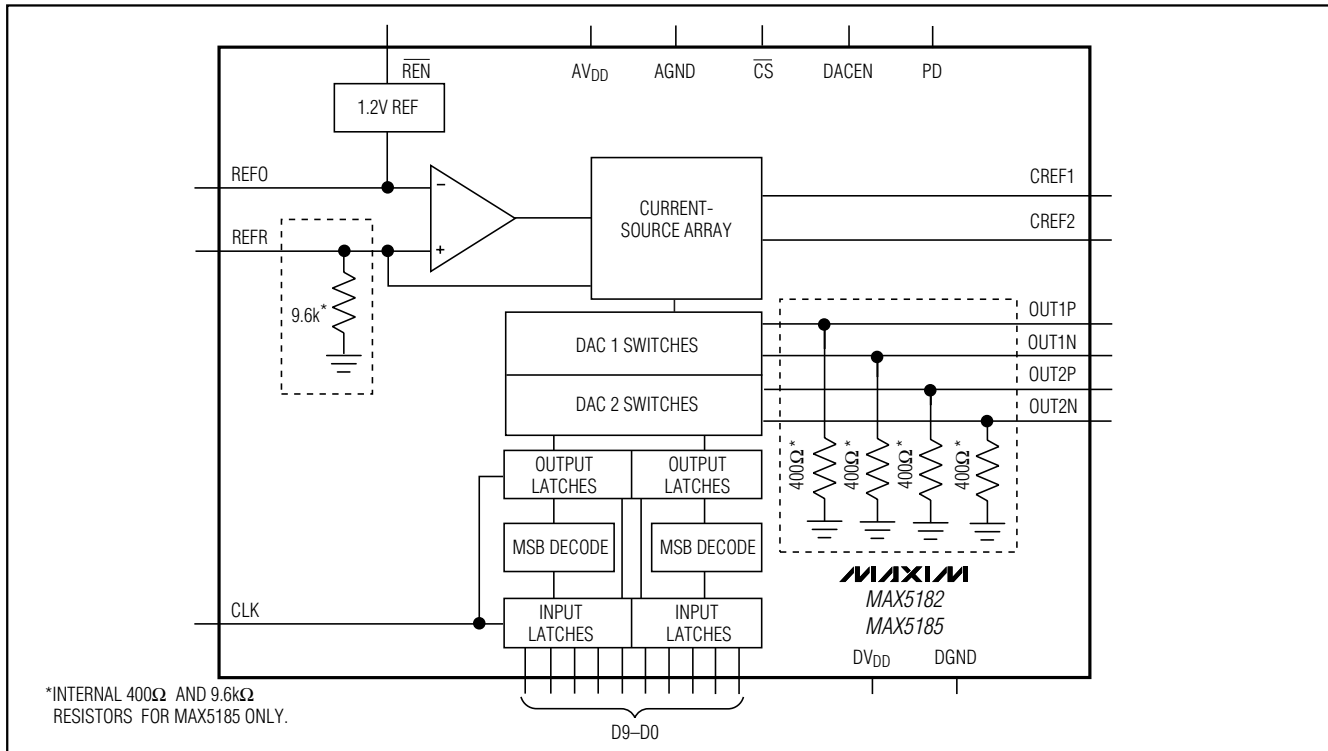 REN
AVDD
AGND
CS
DACEN
PD
1.2V REF
REFO
REFR
−
+
9.6k*
CURRENT-
SOURCE ARRAY
CREF1
CREF2
OUT1P
OUT1N
OUT2P
OUT2N
DAC 1 SWITCHES
DAC 2 SWITCHES
400Ω*
400Ω*
400Ω*
400Ω*
OUTPUT
LATCHES
OUTPUT
LATCHES
MSB DECODE
MSB DECODE
CLK
INPUT
LATCHES
INPUT
LATCHES
MAXIM
MAX5182
MAX5185
DVDD
DGND
D9–D0
*INTERNAL 400Ω AND 9.6kΩ
RESISTORS FOR MAX5185 ONLY.